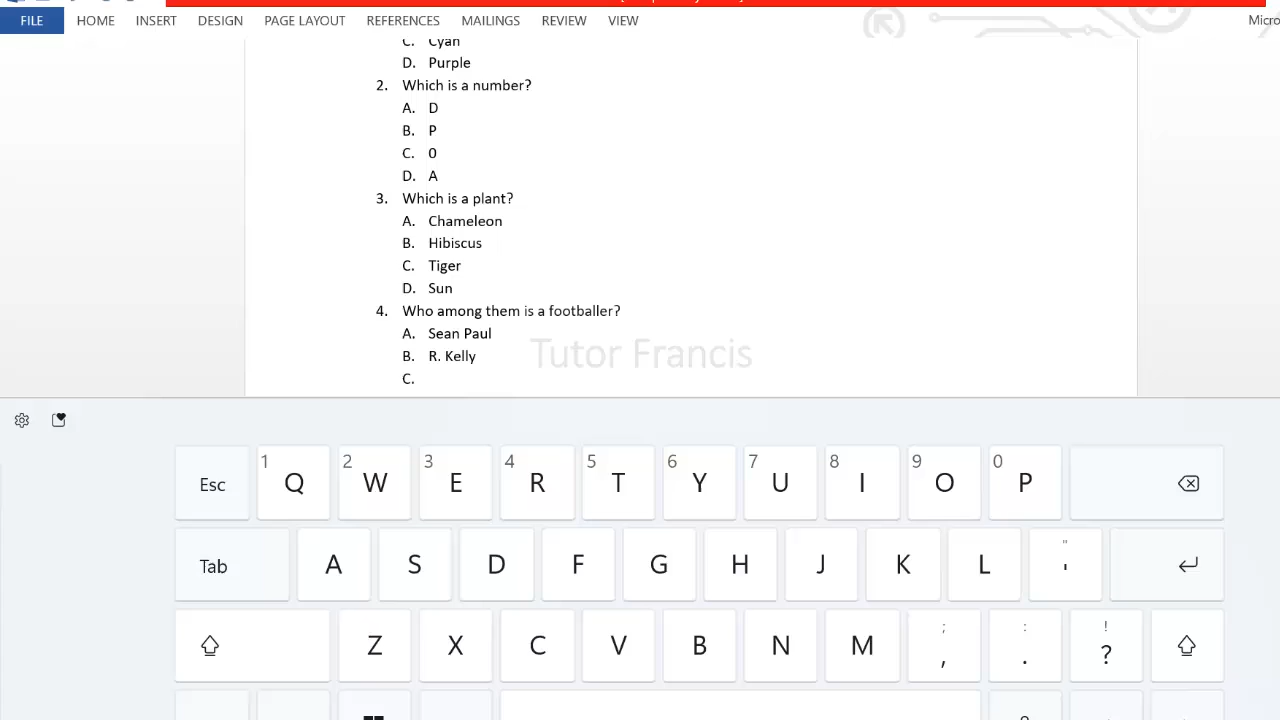 FILE HOME INSERT DESIGN PAGE LAYOUT REFERENCES MAILINGS REVIEW VIEW Micro
C. Cyan
D. Purple
2. Which is a number?
A. D
B. P
C. 0
D. A
3. Which is a plant?
A. Chameleon
B. Hibiscus
C. Tiger
D. Sun
4. Who among them is a footballer?
A. Sean Paul
B. R. Kelly
Tutor Francis
C.
1 2 3 4 5 6 7 8 9 0
Esc Q W E R T Y U I O P
Tab A S D F G H J K L " '
Z X C V B N M ; , : . ! ?